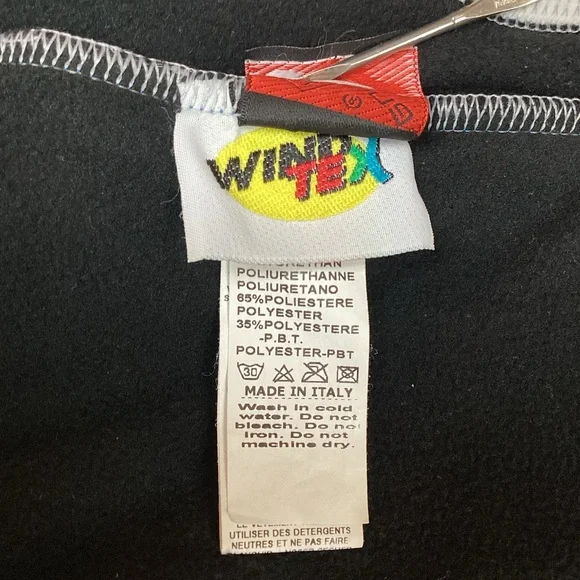 WIND
TEX
POLIURETHANNE
POLIURETANO
65%POLIESTERE
POLYESTER
35%POLYESTERE
-P.B.T.
POLYESTER-PBT
30
MADE IN ITALY
Wash in cold
water. Do not
bleach. Do not
iron. Do not
machine dry.
UTILISER DES DETERGENTS
NEUTRES ET NE PAS FAIRE